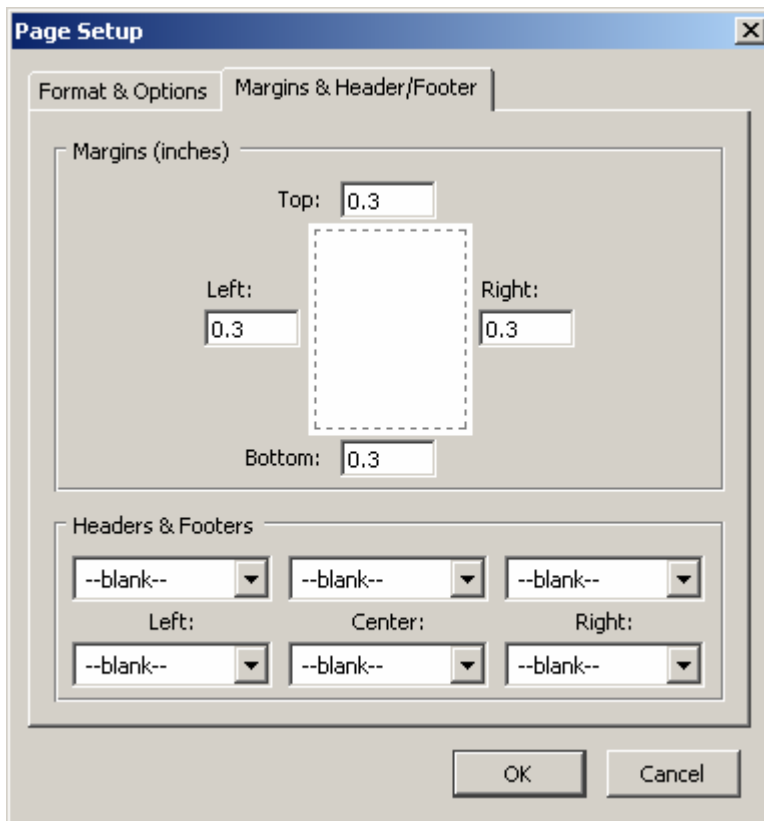 Page Setup
Format & Options Margins & Header/Footer
Margins (inches)
Top: 0.3
Left: Right:
0.3 0.3
Bottom: 0.3
Headers & Footers
--blank-- --blank-- --blank--
Left: Center: Right:
--blank-- --blank-- --blank--
OK Cancel